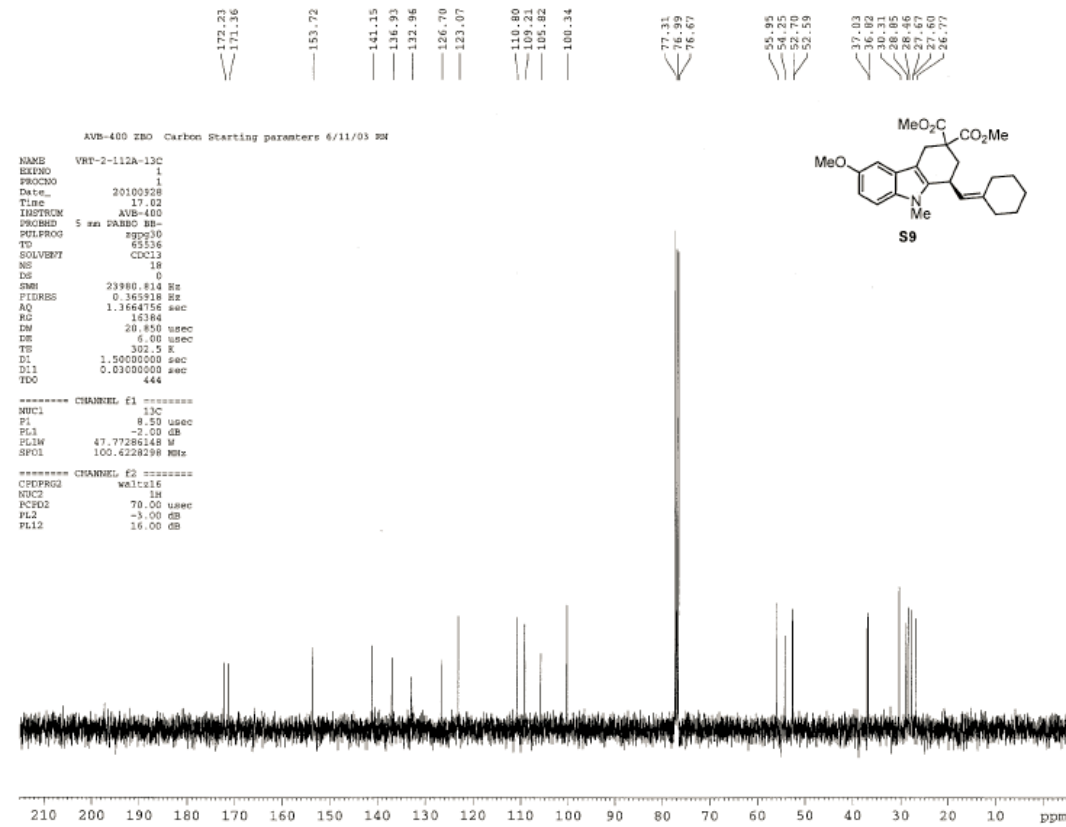 172.23
171.36
153.72
141.15
136.93
132.96
126.70
123.07
110.80
109.21
105.82
100.34
77.31
76.99
76.67
55.95
54.25
52.70
52.59
37.03
36.82
30.31
28.85
28.46
27.67
27.60
26.77
AVB-400 ZBO Carbon Starting paramters 6/11/03 RN
NAME VRT-2-112A-13C
EXPNO 1
PROCNO 1
Date_ 20100928
Time 17.02
INSTRUM AVB-400
PROBHD 5 mm PABBO BB-
PULPROG zgpg30
TD 65536
SOLVENT CDCl3
NS 18
DS 0
SWH 23980.814 Hz
FIDRES 0.365918 Hz
AQ 1.3664756 sec
RG 16384
DW 20.850 usec
DE 6.00 usec
TE 302.5 K
D1 1.50000000 sec
D11 0.03000000 sec
TD0 444
======== CHANNEL f1 ========
NUC1 13C
P1 8.50 usec
PL1 -2.00 dB
PL1W 47.77286148 W
SFO1 100.6228298 MHz
======== CHANNEL f2 ========
CPDPRG2 waltz16
NUC2 1H
PCPD2 70.00 usec
PL2 -3.00 dB
PL12 16.00 dB
MeO2C
CO2Me
MeO
N
Me
S9
210 200 190 180 170 160 150 140 130 120 110 100 90 80 70 60 50 40 30 20 10 ppm